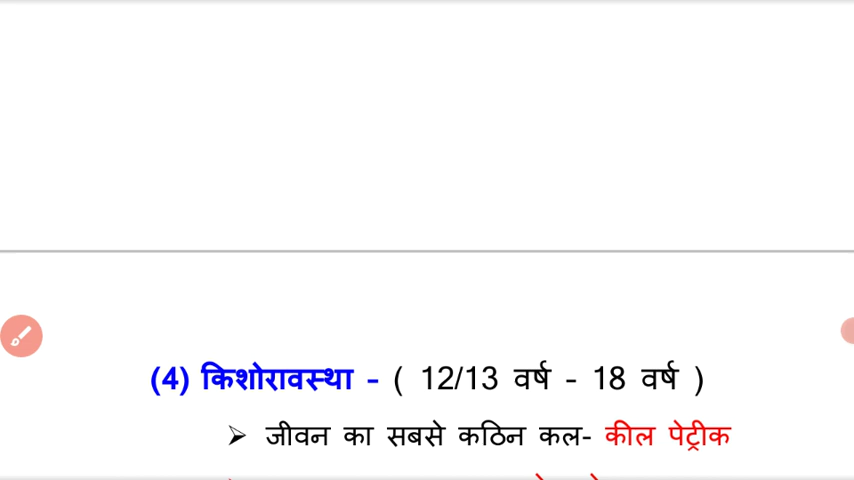 (4) किशोरावस्था - ( 12/13 वर्ष - 18 वर्ष )
➢ जीवन का सबसे कठिन कल- कील पेट्रीक